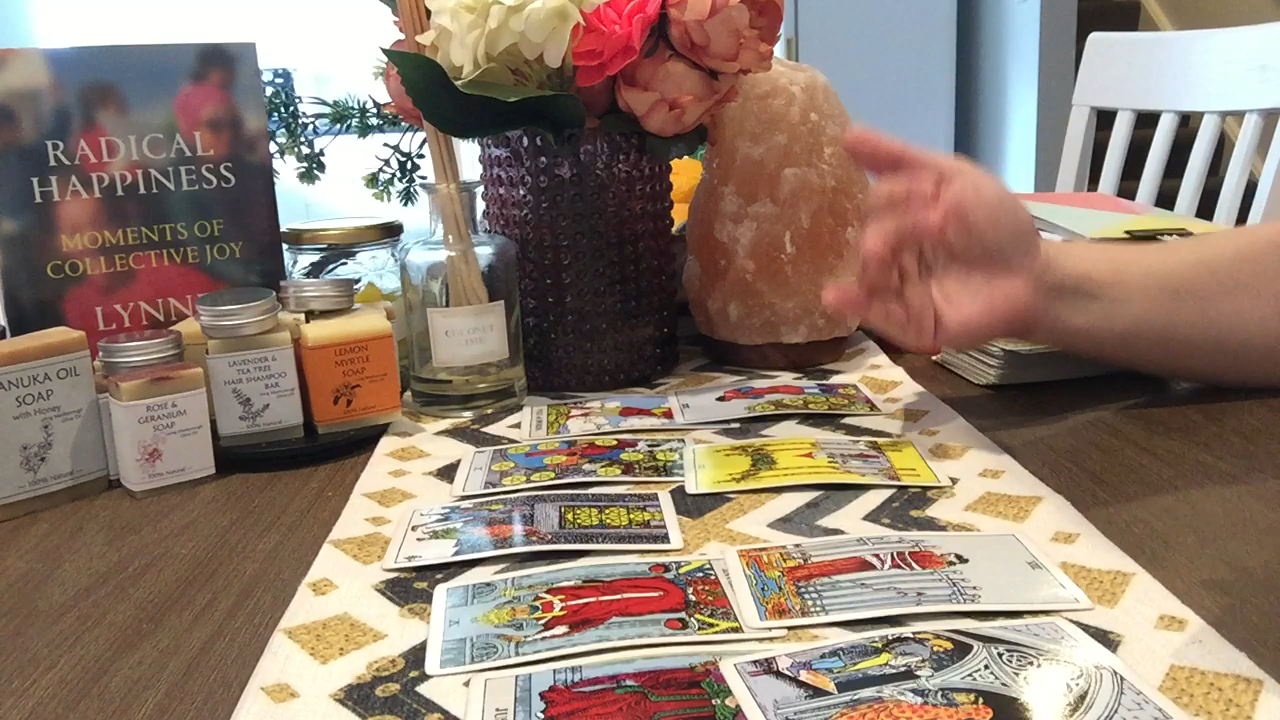 RADICAL
HAPPINESS
MOMENTS OF
COLLECTIVE JOY
LYNN
ANUKA OIL
SOAP
with Honey
100% Natural
ROSE &
GERANIUM
SOAP
100% Natural
LAVENDER &
TEA TREE
HAIR SHAMPOO
BAR
100% Natural
LEMON
MYRTLE
SOAP
100% Natural
COCONUT